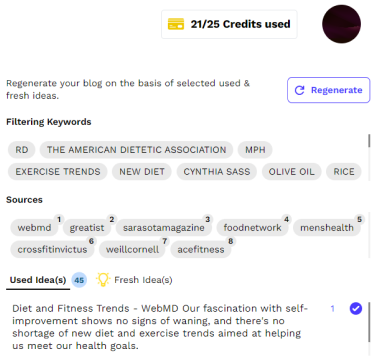 21/25 Credits used
Regenerate your blog on the basis of selected used &
fresh ideas.
Regenerate
Filtering Keywords
RD THE AMERICAN DIETETIC ASSOCIATION MPH
EXERCISE TRENDS NEW DIET CYNTHIA SASS OLIVE OIL RICE
Sources
webmd 1 greatist 2 sarasotamagazine 3 foodnetwork 4 menshealth 5
crossfitinvictus 6 weillcornell 7 acefitness 8
Used Idea(s) 45 Fresh Idea(s)
Diet and Fitness Trends - WebMD Our fascination with self- 1
improvement shows no signs of waning, and there's no
shortage of new diet and exercise trends aimed at helping
us meet our health goals.